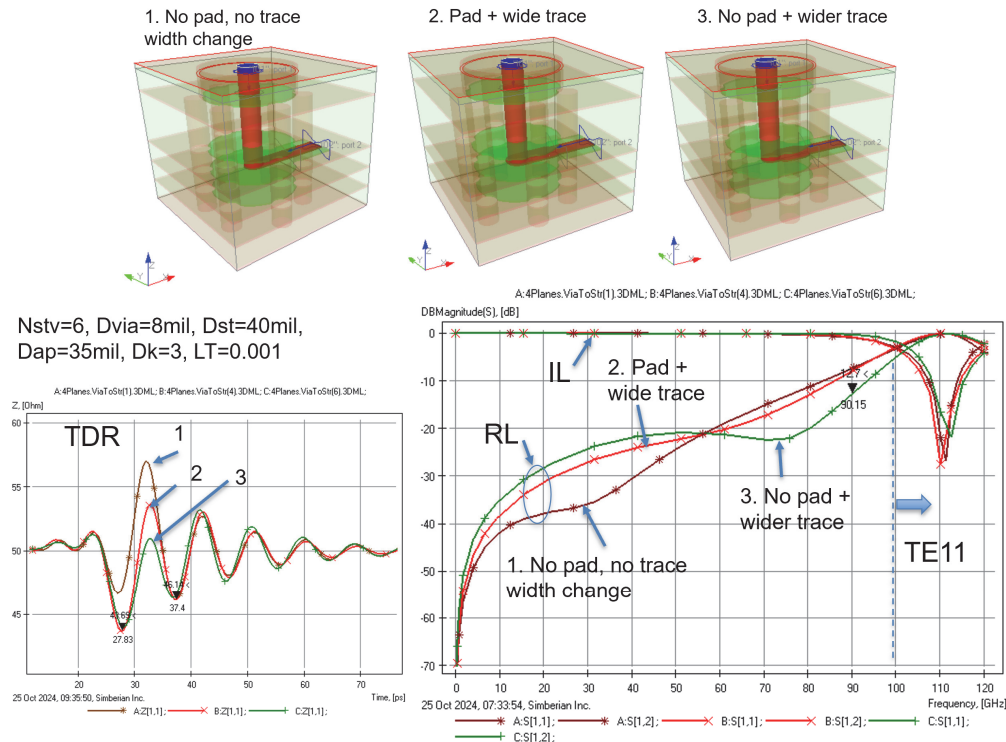 1. No pad, no trace
width change
2. Pad + wide trace
3. No pad + wider trace
port 2
port 2
port 2
Z
Y
X
Z
Y
X
Z
Y
X
Nstv=6, Dvia=8mil, Dst=40mil,
Dap=35mil, Dk=3, LT=0.001
A:4Planes.ViaToStr(1).3DML; B:4Planes.ViaToStr(4).3DML; C:4Planes.ViaToStr(6).3DML;
Z, [Ohm]
TDR
1
2
3
60
55
50
45
27.83
37.4
20
30
40
50
60
70
25 Oct 2024, 09:35:50, Simberian Inc.
Time, [ps]
A:Z[1,1]; B:Z[1,1]; C:Z[1,1];
A:4Planes.ViaToStr(1).3DML; B:4Planes.ViaToStr(4).3DML; C:4Planes.ViaToStr(6).3DML;
DBMagnitude(S), [dB]
0
-10
-20
-30
-40
-50
-60
-70
IL
2. Pad +
wide trace
RL
90.15
3. No pad +
wider trace
1. No pad, no trace
width change
TE11
0 10 20 30 40 50 60 70 80 90 100 110 120
25 Oct 2024, 07:33:54, Simberian Inc.
Frequency, [GHz]
A:S[1,1]; A:S[1,2]; B:S[1,1]; B:S[1,2]; C:S[1,1];
C:S[1,2];